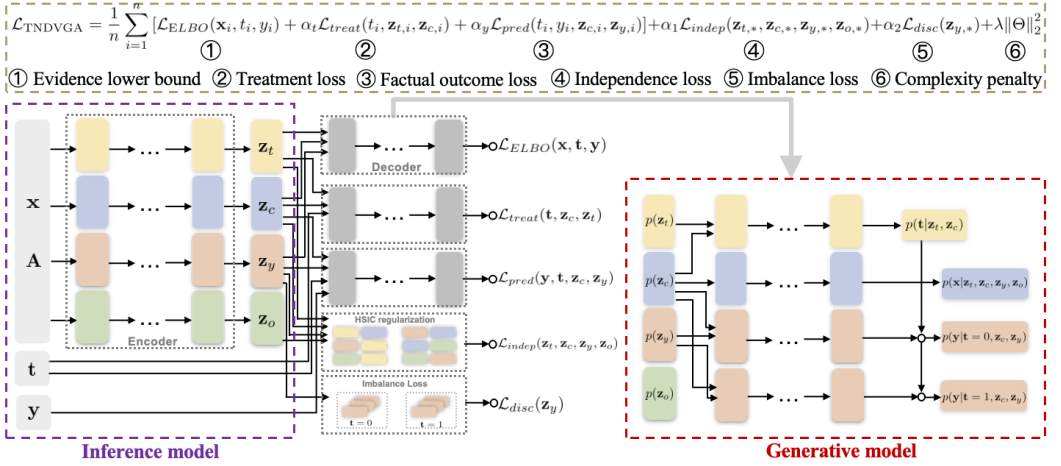 ℒ_TNDVGA = 1/n ∑_{i=1}^{n} [ℒ_ELBO(𝐱_i, t_i, y_i) + α_t ℒ_treat(t_i, 𝐳_{t,i}, 𝐳_{c,i}) + α_y ℒ_pred(t_i, y_i, 𝐳_{c,i}, 𝐳_{y,i})] + α_1 ℒ_indep(𝐳_{t,*}, 𝐳_{c,*}, 𝐳_{y,*}, 𝐳_{o,*}) + α_2 ℒ_disc(𝐳_{y,*}) + λ‖Θ‖_2^2
① ② ③ ④ ⑤ ⑥
① Evidence lower bound ② Treatment loss ③ Factual outcome loss ④ Independence loss ⑤ Imbalance loss ⑥ Complexity penalty
x
A
t
y
...
...
...
...
Encoder
z_t
z_c
z_y
z_o
Inference model
...
Decoder
...
...
HSIC regularization
Imbalance Loss
t = 0
t = 1
ℒ_ELBO(x, t, y)
ℒ_treat(t, z_c, z_t)
ℒ_pred(y, t, z_c, z_y)
ℒ_indep(z_t, z_c, z_y, z_o)
ℒ_disc(z_y)
p(z_t)
p(z_c)
p(z_y)
p(z_o)
...
...
...
...
p(t|z_t, z_c)
p(x|z_t, z_c, z_y, z_o)
p(y|t = 0, z_c, z_y)
p(y|t = 1, z_c, z_y)
Generative model